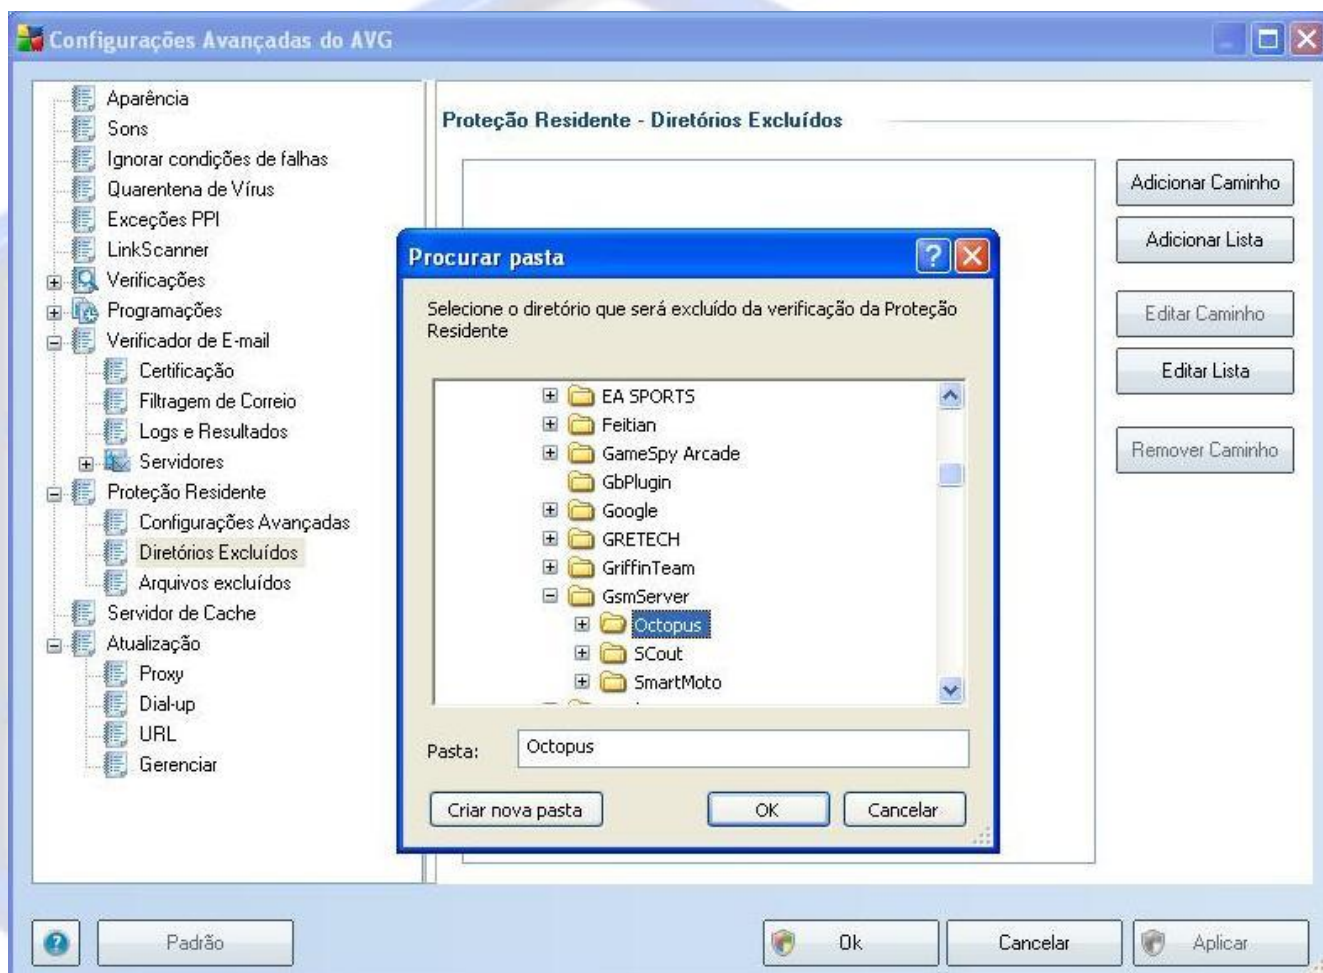 Configurações Avançadas do AVG
Aparência
Sons
Ignorar condições de falhas
Quarentena de Vírus
Exceções PPI
LinkScanner
Verificações
Programações
Verificador de E-mail
Certificação
Filtragem de Correio
Logs e Resultados
Servidores
Proteção Residente
Configurações Avançadas
Diretórios Excluídos
Arquivos excluídos
Servidor de Cache
Atualização
Proxy
Dial-up
URL
Gerenciar
Proteção Residente - Diretórios Excluídos
Adicionar Caminho
Adicionar Lista
Editar Caminho
Editar Lista
Remover Caminho
Procurar pasta
Selecione o diretório que será excluído da verificação da Proteção
Residente
EA SPORTS
Feitian
GameSpy Arcade
GbPlugin
Google
GRETECH
GriffinTeam
GsmServer
Octopus
SCout
SmartMoto
Pasta: Octopus
Criar nova pasta OK Cancelar
Padrão Ok Cancelar Aplicar